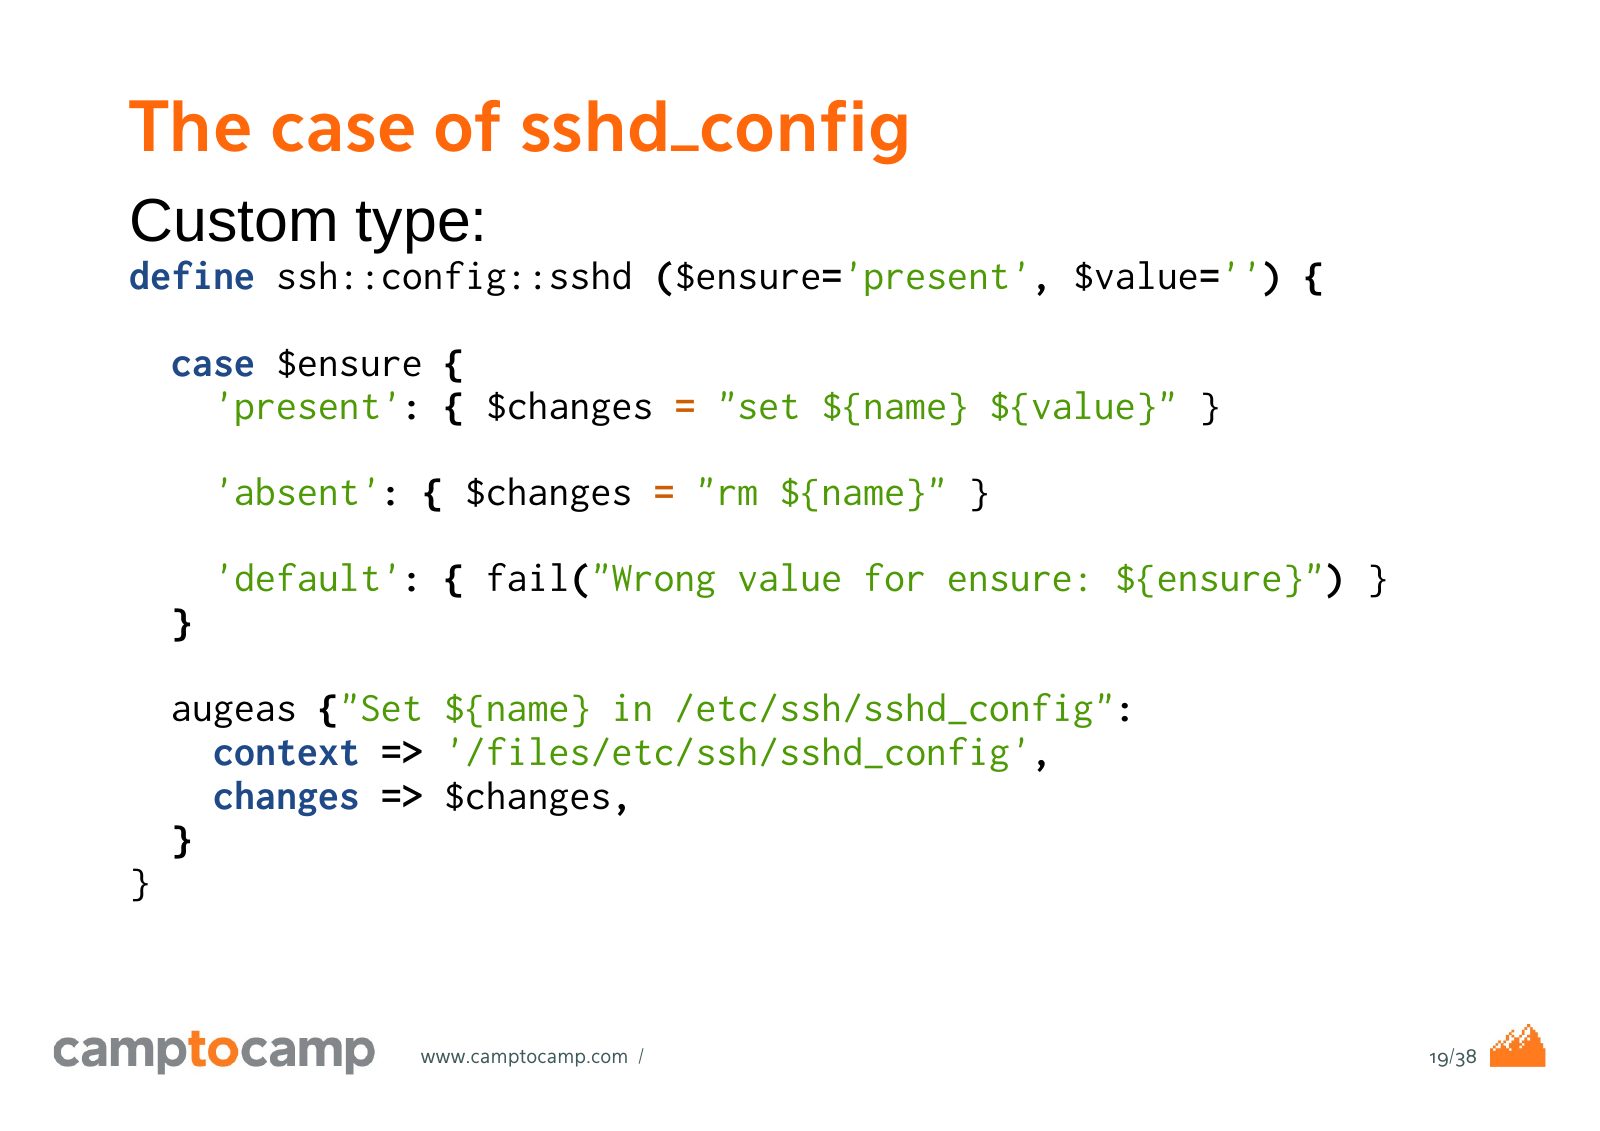 The case of sshd_config
Custom type:
define ssh::config::sshd ($ensure='present', $value='') {
  case $ensure {
    'present': { $changes = "set ${name} ${value}" }
    'absent': { $changes = "rm ${name}" }
    'default': { fail("Wrong value for ensure: ${ensure}") }
  }
  augeas {"Set ${name} in /etc/ssh/sshd_config":
    context => '/files/etc/ssh/sshd_config',
    changes => $changes,
  }
}
camptocamp www.camptocamp.com / 19/38